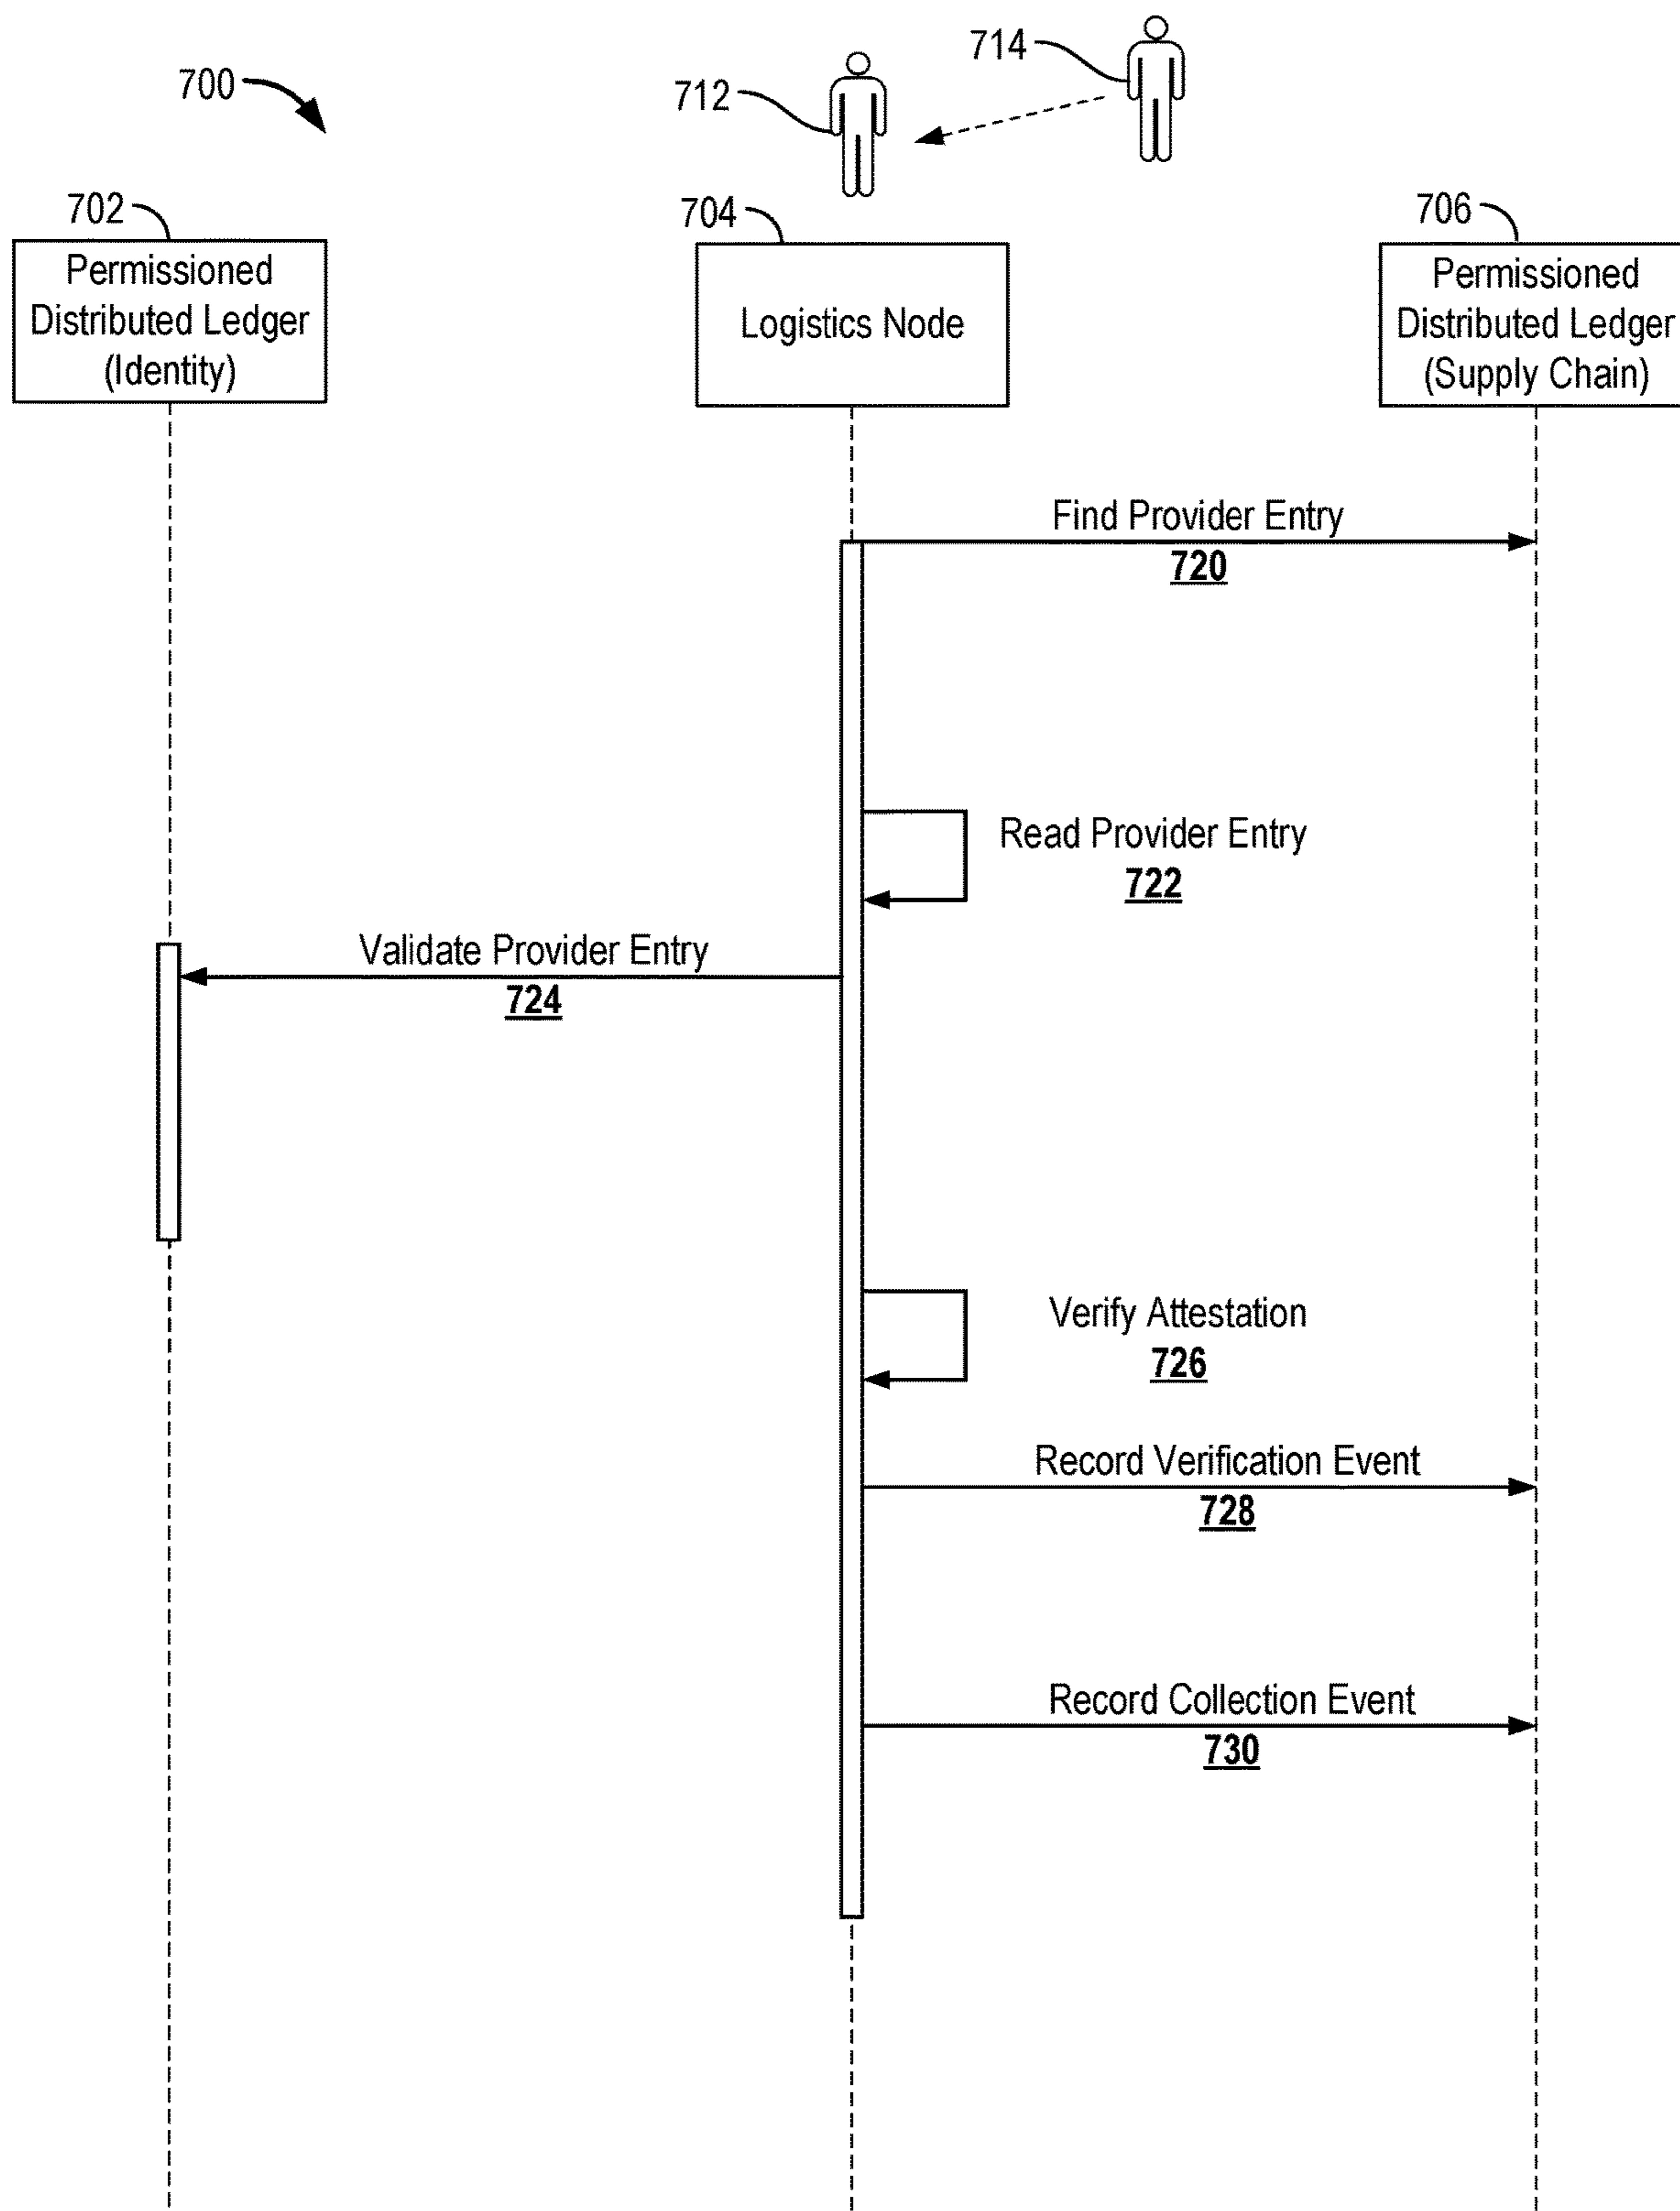 714
700
712
702
704
706
Permissioned
Distributed Ledger
(Identity)
Logistics Node
Permissioned
Distributed Ledger
(Supply Chain)
Find Provider Entry
720
Read Provider Entry
722
Validate Provider Entry
724
Verify Attestation
726
Record Verification Event
728
Record Collection Event
730